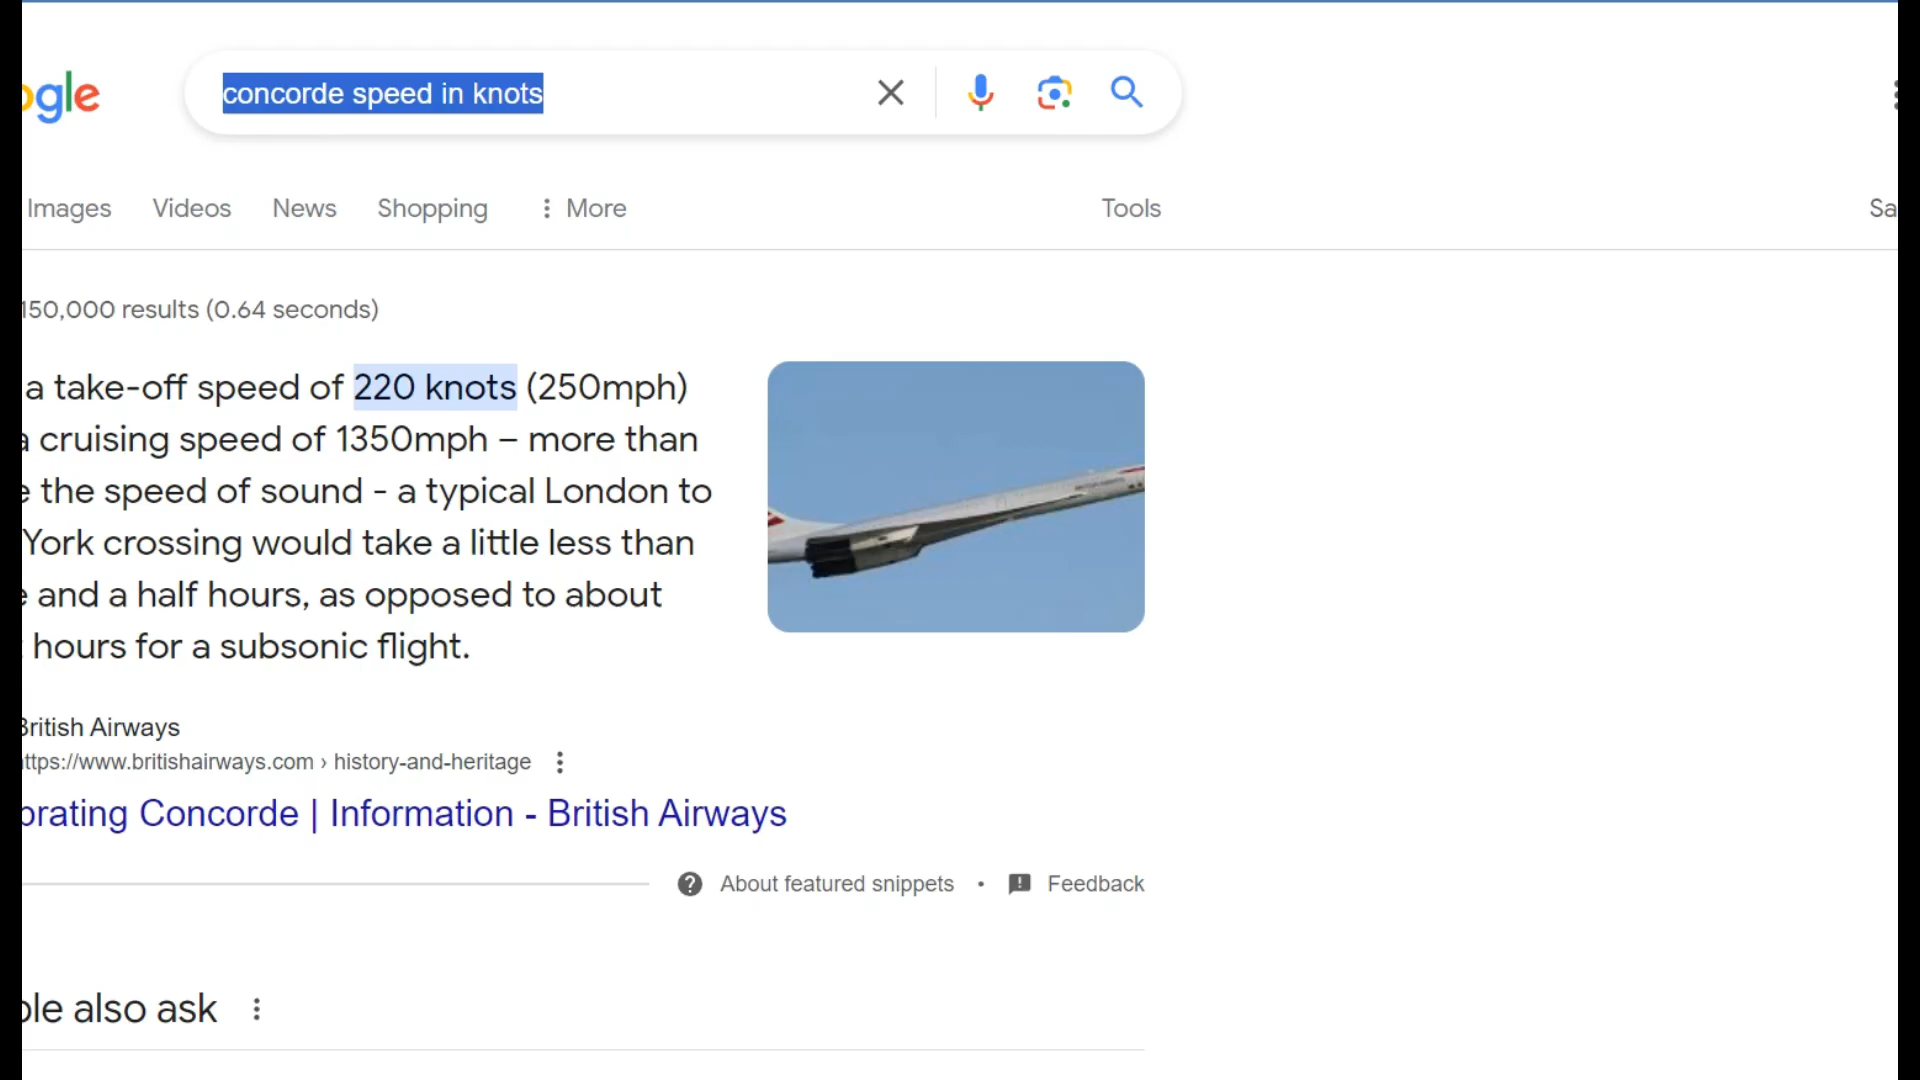 ogle
concorde speed in knots
Images Videos News Shopping More Tools Sa
150,000 results (0.64 seconds)
a take-off speed of 220 knots (250mph)
a cruising speed of 1350mph – more than
e the speed of sound - a typical London to
York crossing would take a little less than
e and a half hours, as opposed to about
hours for a subsonic flight.
British Airways
ttps://www.britishairways.com › history-and-heritage
brating Concorde | Information - British Airways
About featured snippets • Feedback
ple also ask